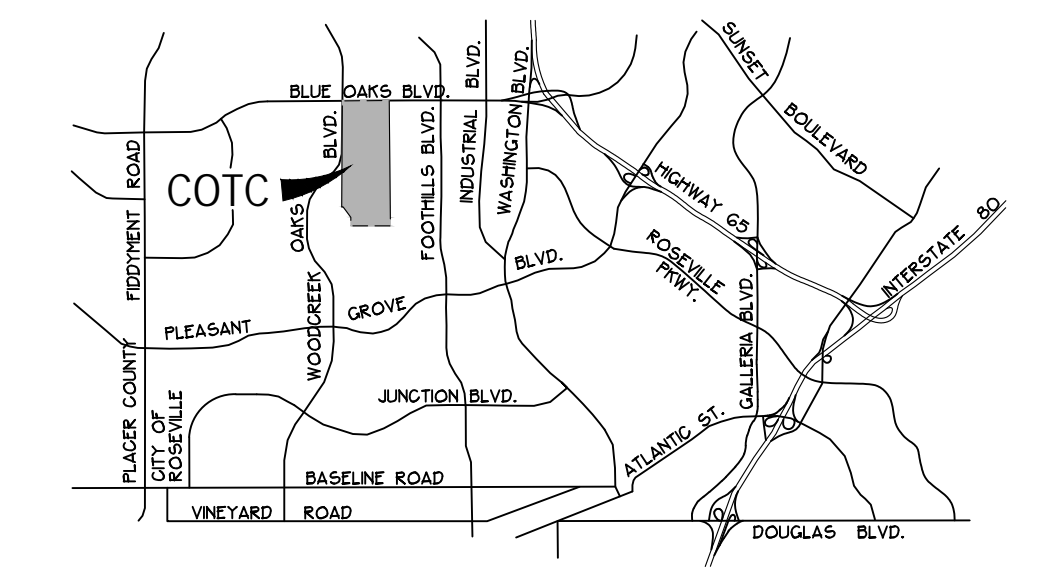 SUNSET
BOULEVARD
BLUE OAKS BLVD.
INDUSTRIAL BLVD.
WASHINGTON BLVD.
FOOTHILLS BLVD.
WOODCREEK OAKS BLVD.
COTC
FIDDYMENT ROAD
HIGHWAY 65
INTERSTATE 80
ROSEVILLE
PKWY.
GALLERIA BLVD.
PLEASANT GROVE BLVD.
JUNCTION BLVD.
PLACER COUNTY
CITY OF
ROSEVILLE
ATLANTIC ST.
BASELINE ROAD
VINEYARD ROAD
DOUGLAS BLVD.